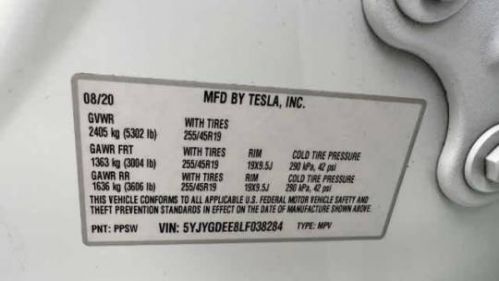 08/20 MFD BY TESLA, INC.
GVWR WITH TIRES
2405 kg (5302 lb) 255/45R19
GAWR FRT WITH TIRES RIM COLD TIRE PRESSURE
1363 kg (3004 lb) 255/45R19 19X9.5J 290 kPa, 42 psi
GAWR RR WITH TIRES RIM COLD TIRE PRESSURE
1636 kg (3606 lb) 255/45R19 19X9.5J 290 kPa, 42 psi
THIS VEHICLE CONFORMS TO ALL APPLICABLE U.S. FEDERAL MOTOR VEHICLE SAFETY AND
THEFT PREVENTION STANDARDS IN EFFECT ON THE DATE OF MANUFACTURE SHOWN ABOVE.
PNT: PPSW VIN: 5YJYGDEE8LF038284 TYPE: MPV